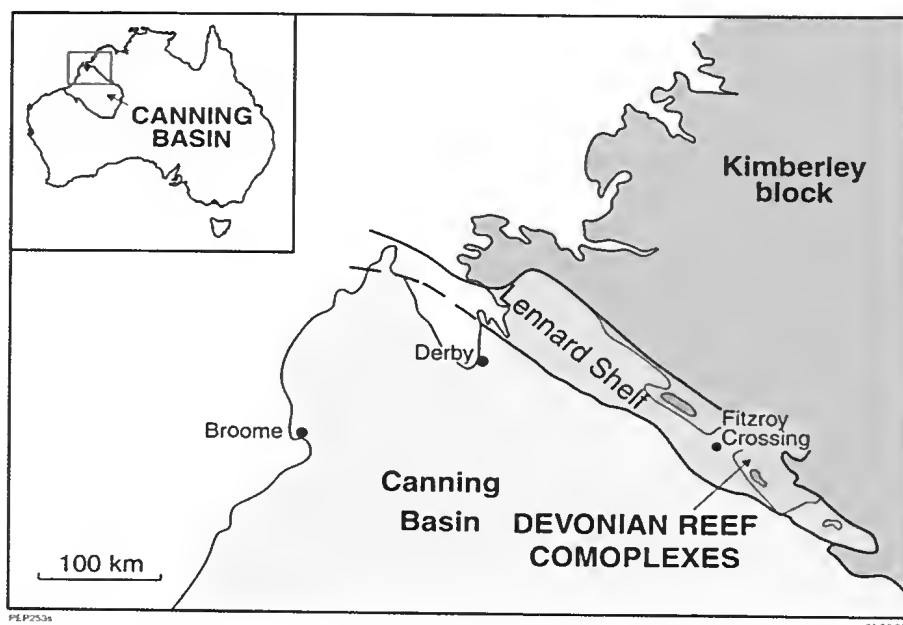 CANNING
BASIN
Kimberley
block
Lennard Shelf
Derby
Broome
Fitzroy
Crossing
Canning
Basin
DEVONIAN REEF
COMOPLEXES
100 km
PEP253s